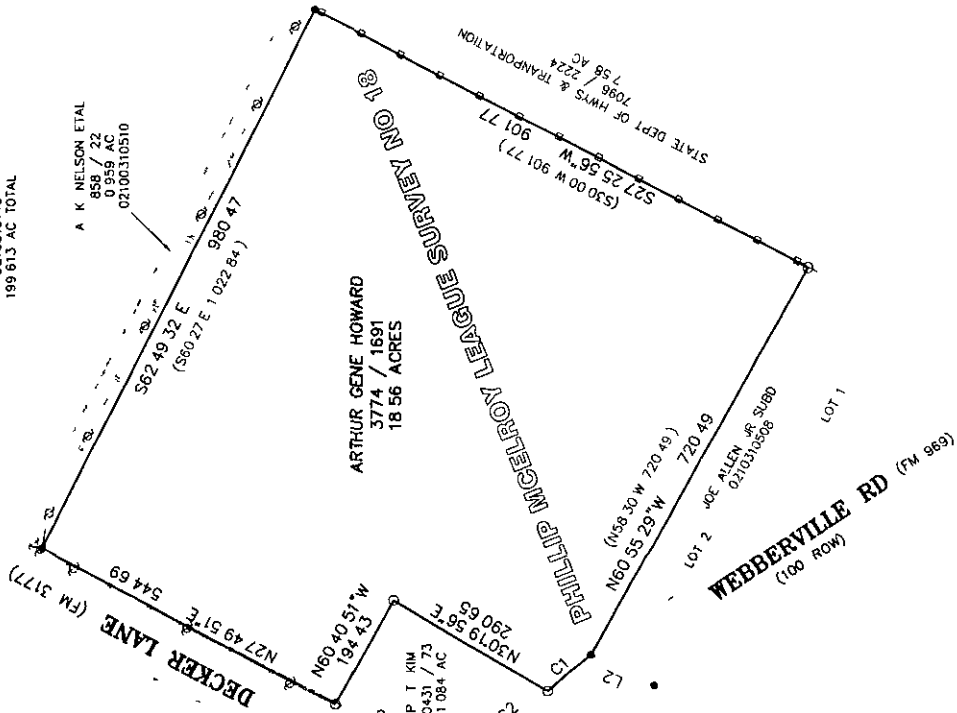 199 613 AC TOTAL
A K NELSON ETAL
858 / 22
0 959 AC
02100310510
S62 49 32 E 980 47
(S60 27 E 1 022 84 )
STATE DEPT OF HWYS & TRANPORTATION
7096 / 2224
7 58 AC
S27 25 56"W 901 77
(S30 00 W 901 77 )
PHILLIP MCELROY LEAGUE SURVEY NO 18
ARTHUR GENE HOWARD
3774 / 1691
18 56 ACRES
DECKER LANE (FM 3177)
N27 49 51"E 544 69
N60 40 51"W
194 43
N30°19 56"E
290 65
P T KIM
0431 / 73
1 084 AC
C1
L2
(N58 30 W 720 49 )
N60 55 29"W 720 49
LOT 2 JOE ALLEN JR SUBD
0210310508
LOT 1
WEBBERVILLE RD (FM 969)
(100 ROW)